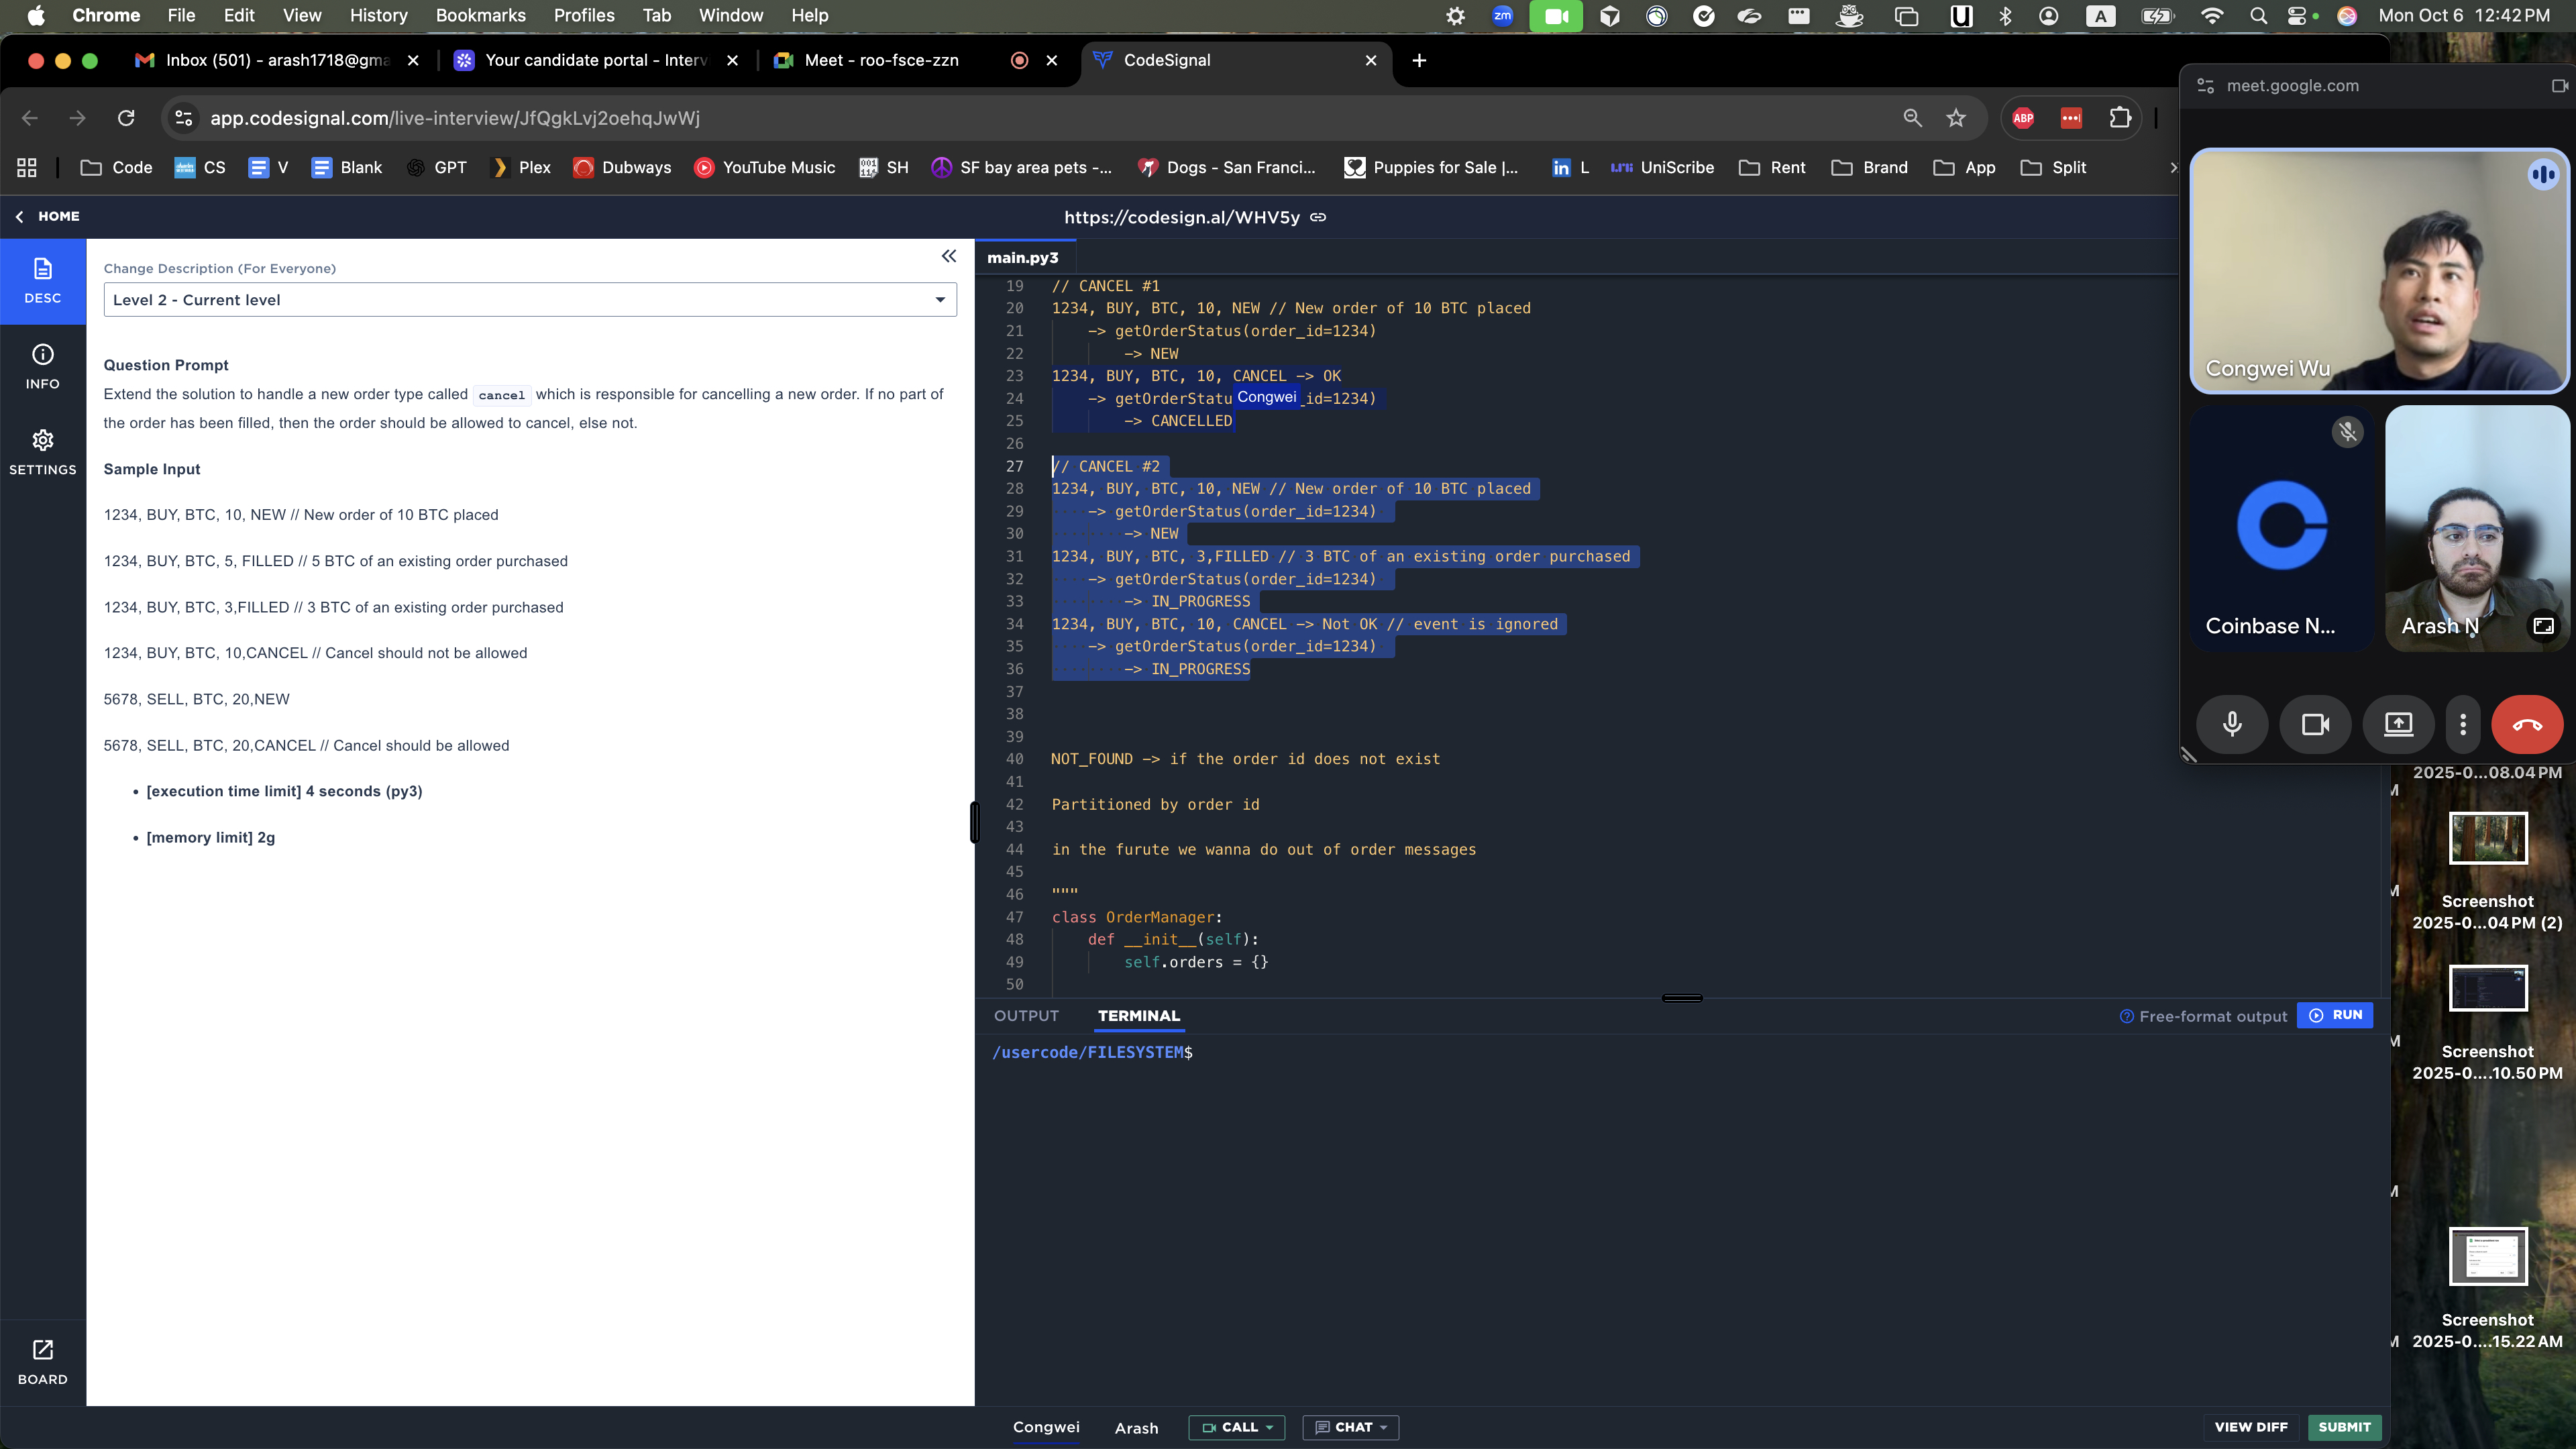 Chrome File Edit View History Bookmarks Profiles Tab Window Help
zm
A
Mon Oct 6 12:42 PM
Inbox (501) - arash1718@gma
Your candidate portal - Interv
Meet - roo-fsce-zzn
CodeSignal
app.codesignal.com/live-interview/JfQgkLvj2oehqJwWj
ABP
Code
CS
V
Blank
GPT
Plex
Dubways
YouTube Music
SH
SF bay area pets -...
Dogs - San Franci...
Puppies for Sale |...
L
UniScribe
Rent
Brand
App
Split
HOME
https://codesign.al/WHV5y
DESC
INFO
SETTINGS
BOARD
Change Description (For Everyone)
Level 2 - Current level
Question Prompt
Extend the solution to handle a new order type called cancel which is responsible for cancelling a new order. If no part of
the order has been filled, then the order should be allowed to cancel, else not.
Sample Input
1234, BUY, BTC, 10, NEW // New order of 10 BTC placed
1234, BUY, BTC, 5, FILLED // 5 BTC of an existing order purchased
1234, BUY, BTC, 3,FILLED // 3 BTC of an existing order purchased
1234, BUY, BTC, 10,CANCEL // Cancel should not be allowed
5678, SELL, BTC, 20,NEW
5678, SELL, BTC, 20,CANCEL // Cancel should be allowed
• [execution time limit] 4 seconds (py3)
• [memory limit] 2g
main.py3
19 // CANCEL #1
20 1234, BUY, BTC, 10, NEW // New order of 10 BTC placed
21 -> getOrderStatus(order_id=1234)
22 -> NEW
23 1234, BUY, BTC, 10, CANCEL -> OK
24 -> getOrderStatu Congwei _id=1234)
25 -> CANCELLED
26
27 // CANCEL #2
28 1234, BUY, BTC, 10, NEW // New order of 10 BTC placed
29 -> getOrderStatus(order_id=1234)
30 -> NEW
31 1234, BUY, BTC, 3,FILLED // 3 BTC of an existing order purchased
32 -> getOrderStatus(order_id=1234)
33 -> IN_PROGRESS
34 1234, BUY, BTC, 10, CANCEL -> Not OK // event is ignored
35 -> getOrderStatus(order_id=1234)
36 -> IN_PROGRESS
37
38
39
40 NOT_FOUND -> if the order id does not exist
41
42 Partitioned by order id
43
44 in the furute we wanna do out of order messages
45
46 """
47 class OrderManager:
48 def __init__(self):
49 self.orders = {}
50
OUTPUT TERMINAL
Free-format output
RUN
/usercode/FILESYSTEM$
Congwei Arash CALL CHAT
VIEW DIFF SUBMIT
meet.google.com
Congwei Wu
Coinbase N...
Arash N
2025-0...08.04 PM
Screenshot
2025-0...04 PM (2)
Screenshot
2025-0....10.50 PM
Screenshot
2025-0....15.22 AM